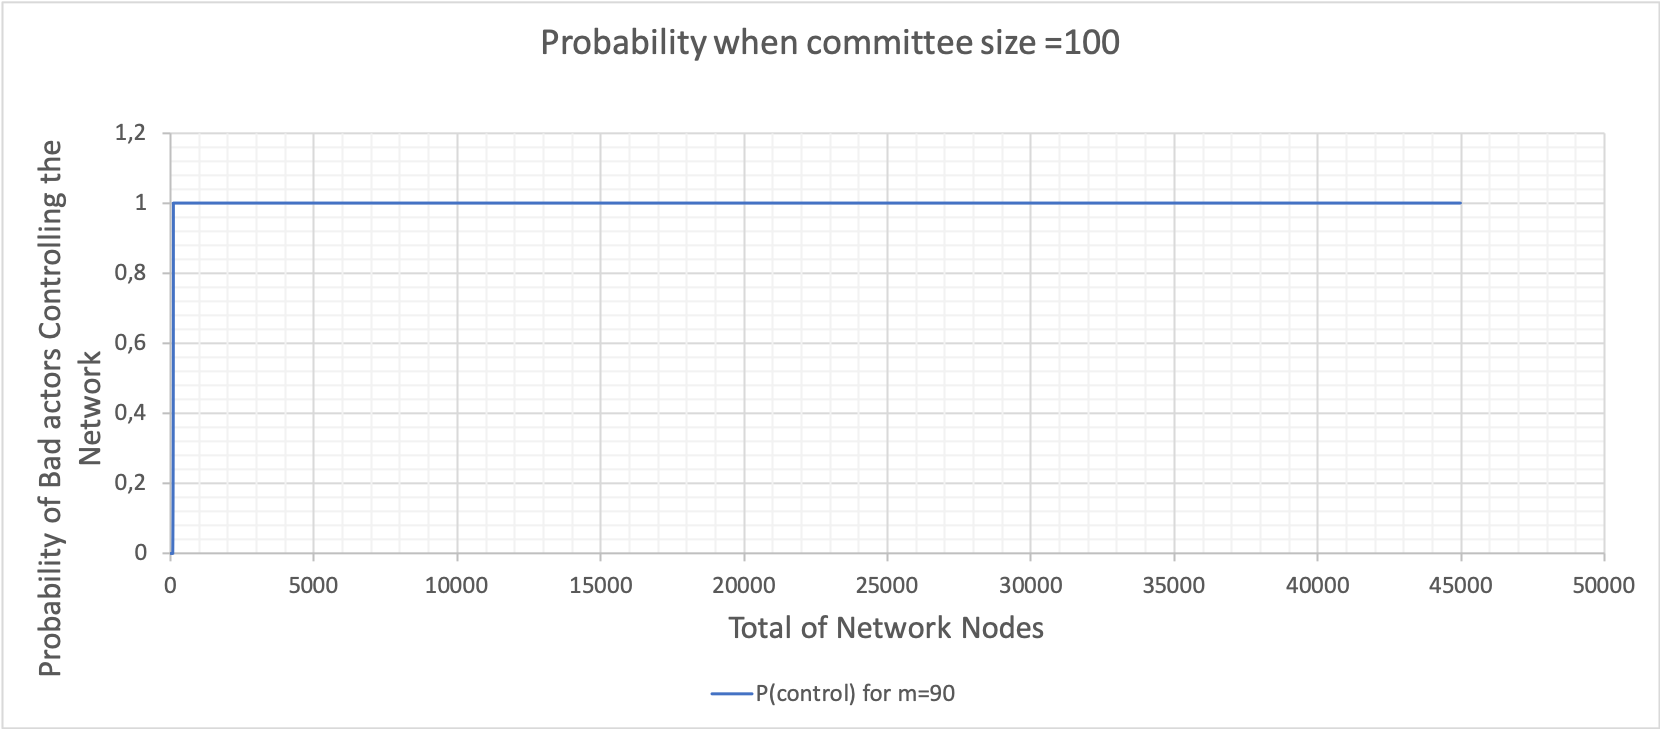 Probability when committee size =100
Probability of Bad actors Controlling the
Network
1,2
1
0,8
0,6
0,4
0,2
0
0 5000 10000 15000 20000 25000 30000 35000 40000 45000 50000
Total of Network Nodes
P(control) for m=90